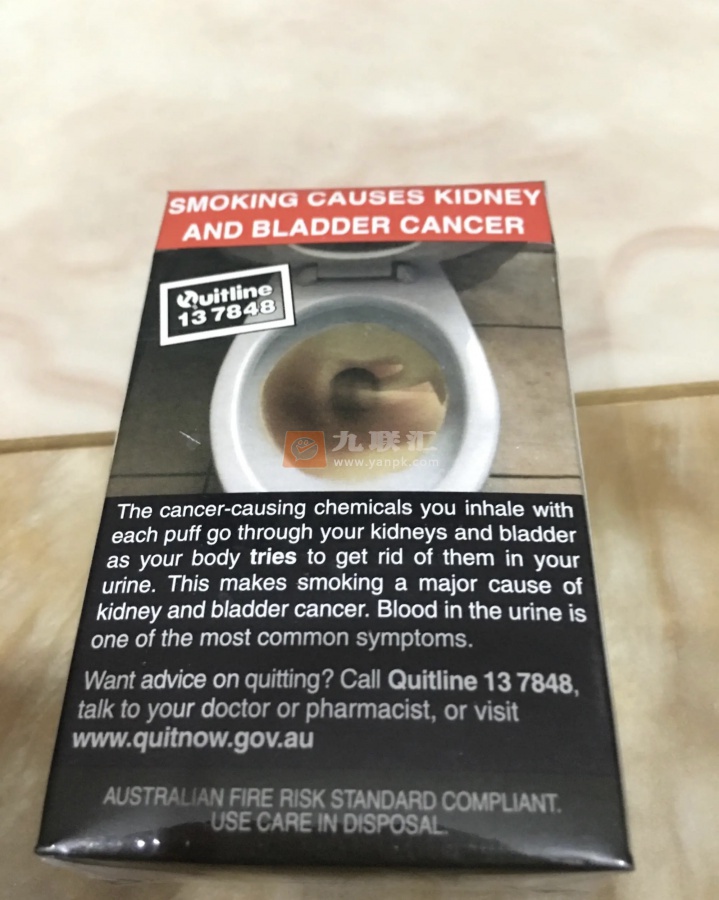 SMOKING CAUSES KIDNEY
AND BLADDER CANCER
Quitline
13 7848
九联汇
www.yanpk.com
The cancer-causing chemicals you inhale with
each puff go through your kidneys and bladder
as your body tries to get rid of them in your
urine. This makes smoking a major cause of
kidney and bladder cancer. Blood in the urine is
one of the most common symptoms.
Want advice on quitting? Call Quitline 13 7848,
talk to your doctor or pharmacist, or visit
www.quitnow.gov.au
AUSTRALIAN FIRE RISK STANDARD COMPLIANT.
USE CARE IN DISPOSAL.